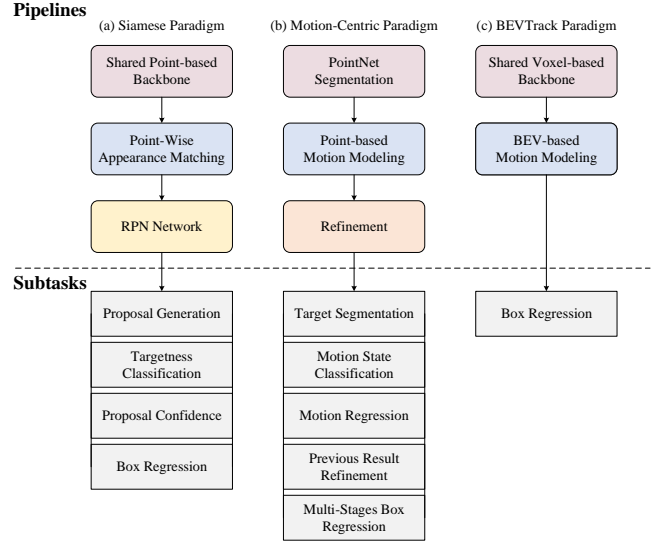 Pipelines
(a) Siamese Paradigm
(b) Motion-Centric Paradigm
(c) BEVTrack Paradigm
Shared Point-based
Backbone
PointNet
Segmentation
Shared Voxel-based
Backbone
Point-Wise
Appearance Matching
Point-based
Motion Modeling
BEV-based
Motion Modeling
RPN Network
Refinement
Subtasks
Proposal Generation
Targetness
Classification
Proposal Confidence
Box Regression
Target Segmentation
Motion State
Classification
Motion Regression
Previous Result
Refinement
Multi-Stages Box
Regression
Box Regression